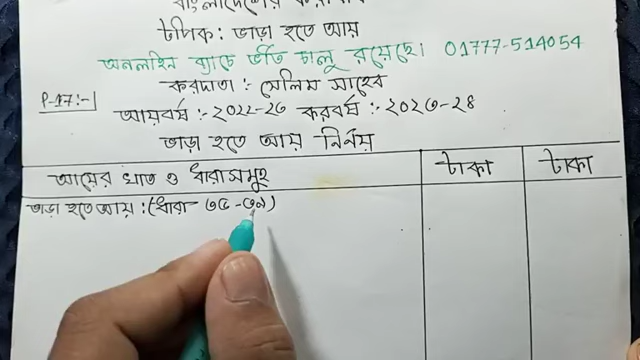 বাংলাদেশের
টপিক: ভাড়া হতে আয়
অনলাইন ব্যাচে ভর্তি চালু রয়েছে। 01777-514054
করদাতা :- সেলিম সাহেব
P-17:-
আয়বর্ষ :- ২০২২-২৩ করবর্ষ :- ২০২৩-২৪
ভাড়া হতে আয় নির্নয়
আয়ের খাত ও ধারাসমূহ টাকা টাকা
ভাড়া হতে আয় : (ধারা- ৩৫ -৩৯)